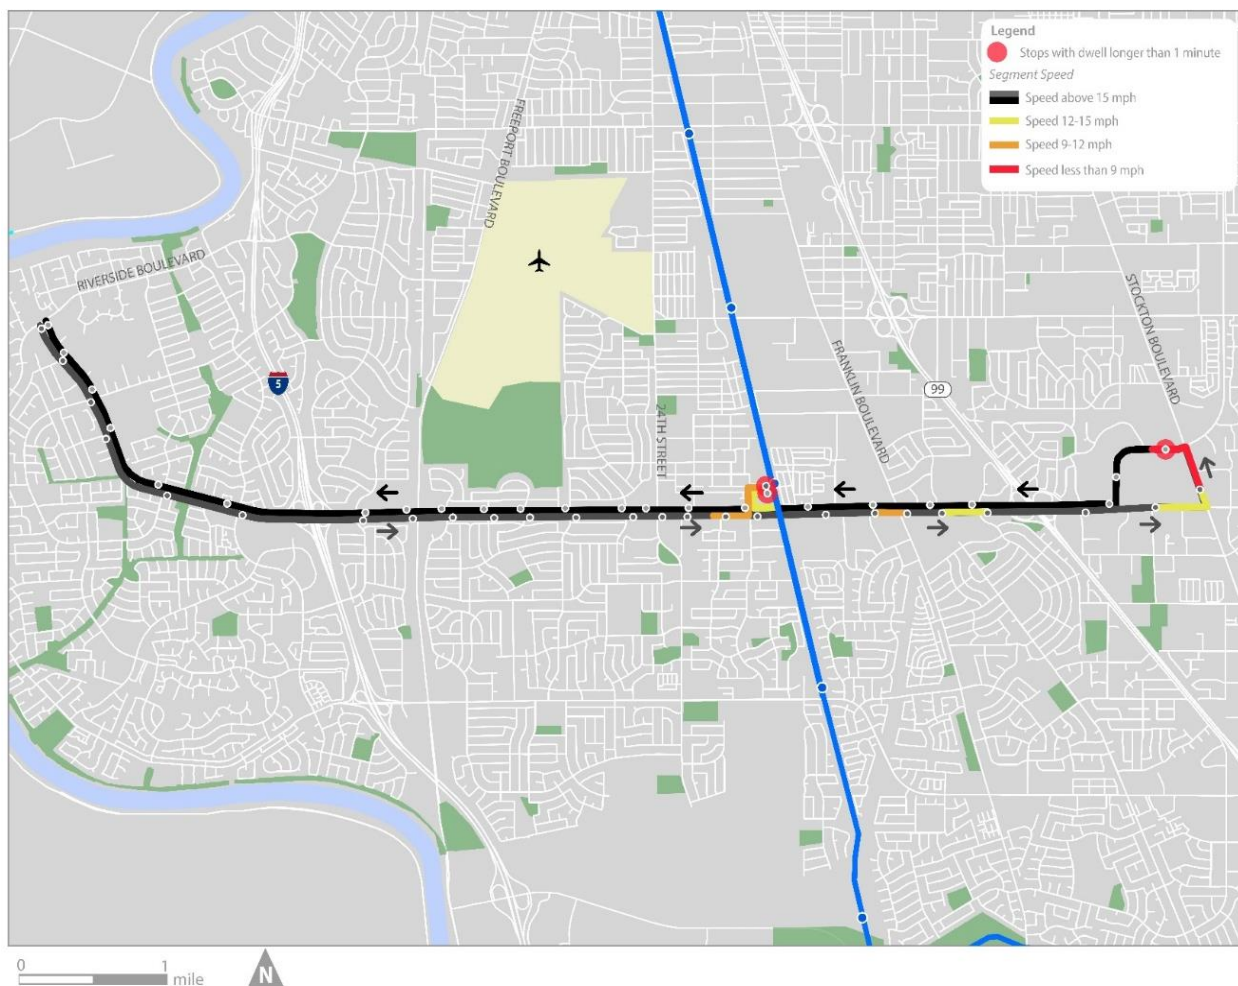 Legend
Stops with dwell longer than 1 minute
Segment Speed
Speed above 15 mph
Speed 12-15 mph
Speed 9-12 mph
Speed less than 9 mph
FREEPORT BOULEVARD
RIVERSIDE BOULEVARD
STOCKTON BOULEVARD
FRANKLIN BOULEVARD
5
99
24TH STREET
0
1
mile
N